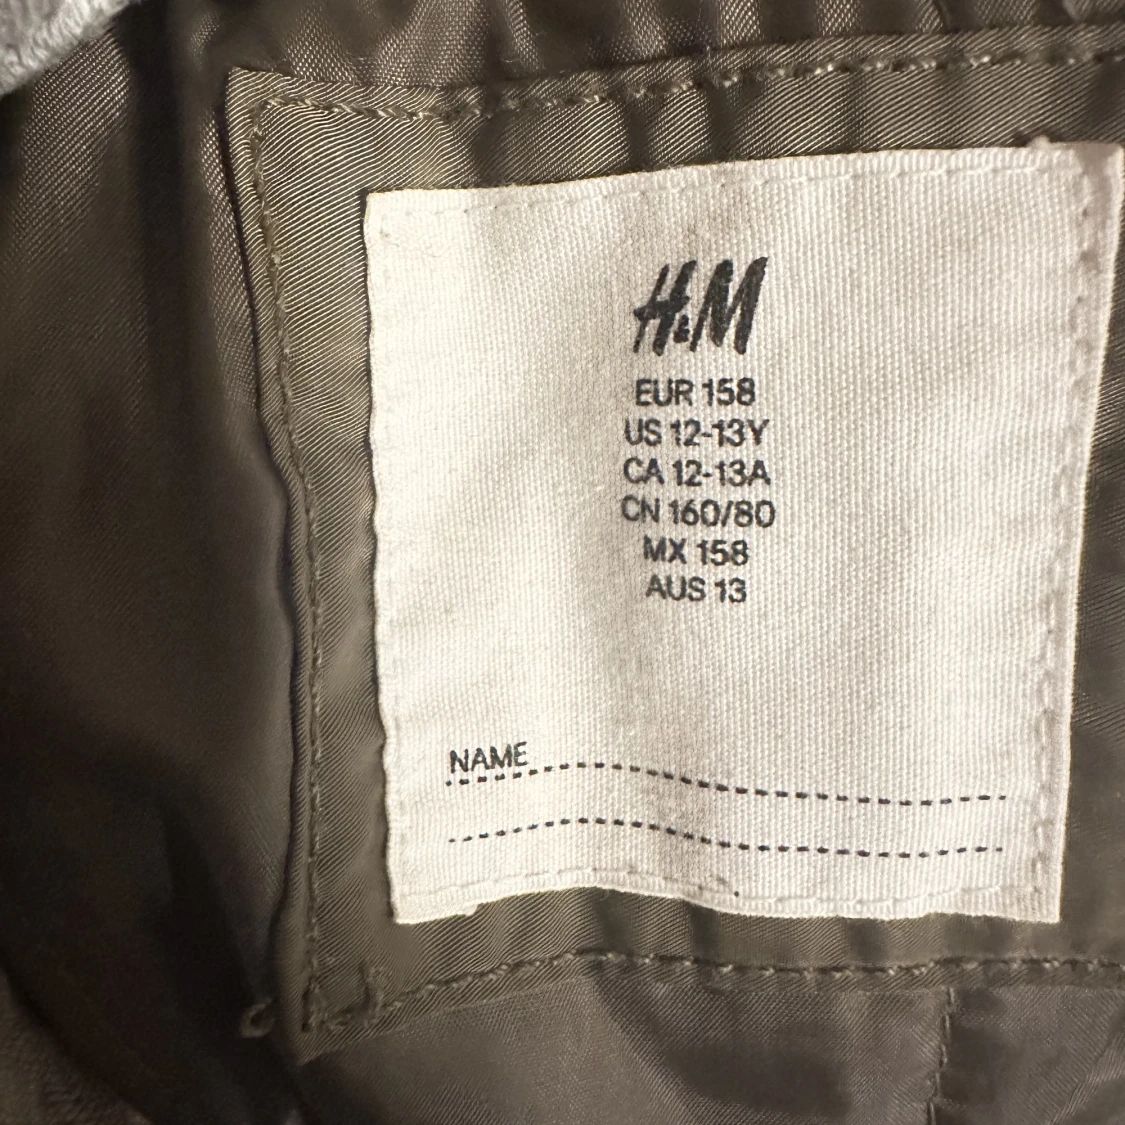 H&M
EUR 158
US 12-13Y
CA 12-13A
CN 160/80
MX 158
AUS 13
NAME